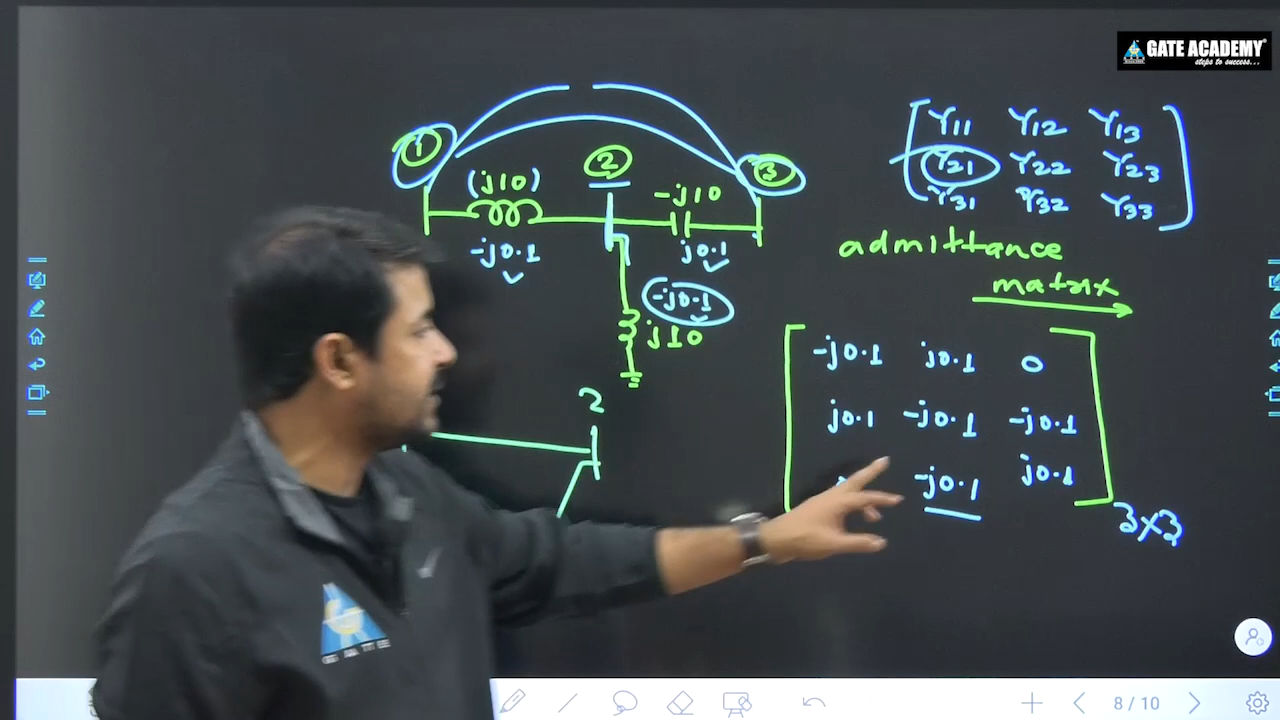 GATE ACADEMY
steps to success...
1
2
3
(j10)
-j10
-j0.1
j0.1
-j0.1
j10
Y11 Y12 Y13
Y21 Y22 Y23
Y31 Y32 Y33
admittance
matrix
-j0.1 j0.1 0
j0.1 -j0.1 -j0.1
-j0.1 j0.1
3×3
2
8 / 10